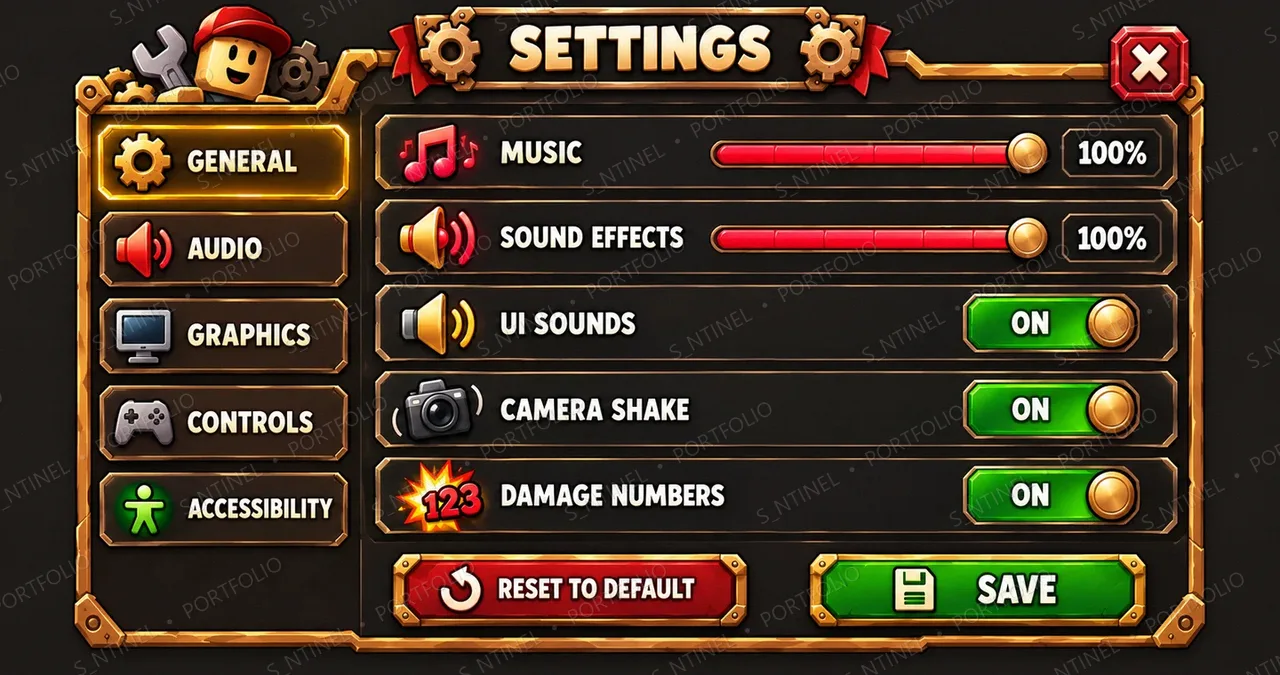 SETTINGS
GENERAL
AUDIO
GRAPHICS
CONTROLS
ACCESSIBILITY
MUSIC
100%
SOUND EFFECTS
100%
UI SOUNDS
ON
CAMERA SHAKE
ON
123
DAMAGE NUMBERS
ON
RESET TO DEFAULT
SAVE
S_NTINEL • PORTFOLIO